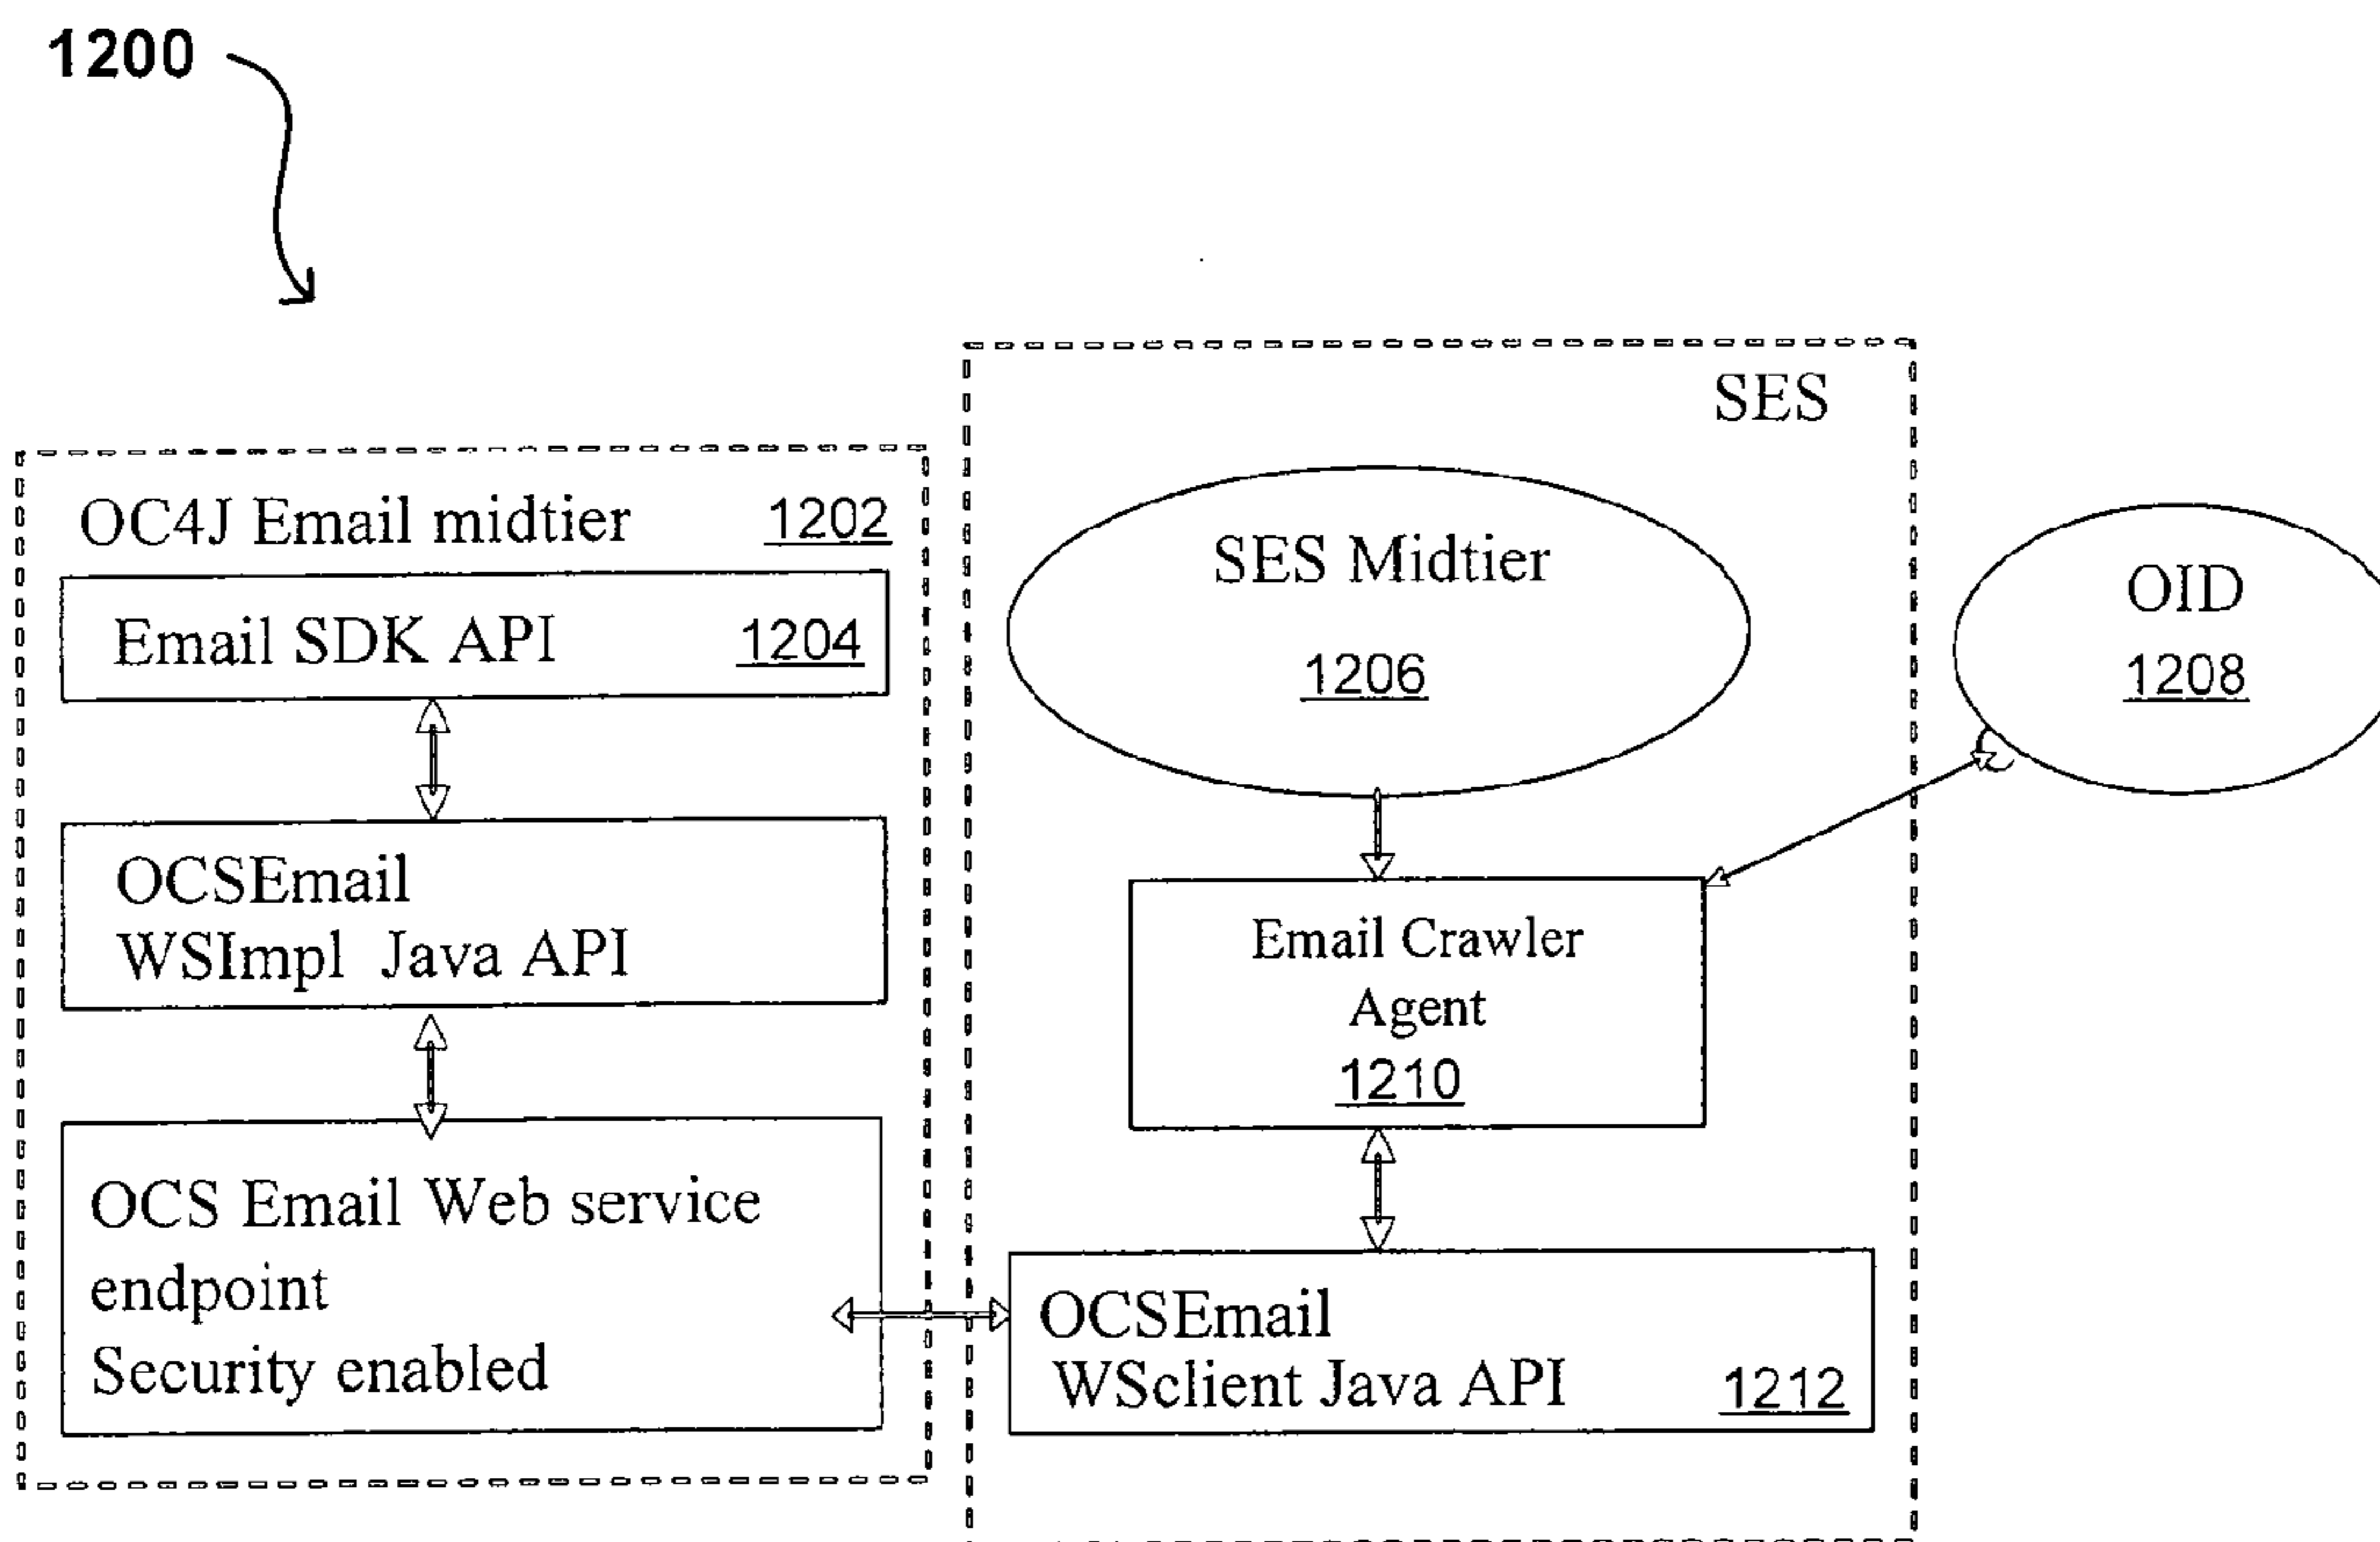 1200
OC4J Email midtier 1202
Email SDK API 1204
OCSEmail
WSImpl Java API
OCS Email Web service
endpoint
Security enabled
SES
SES Midtier
1206
Email Crawler
Agent
1210
OCSEmail
WSclient Java API 1212
OID
1208